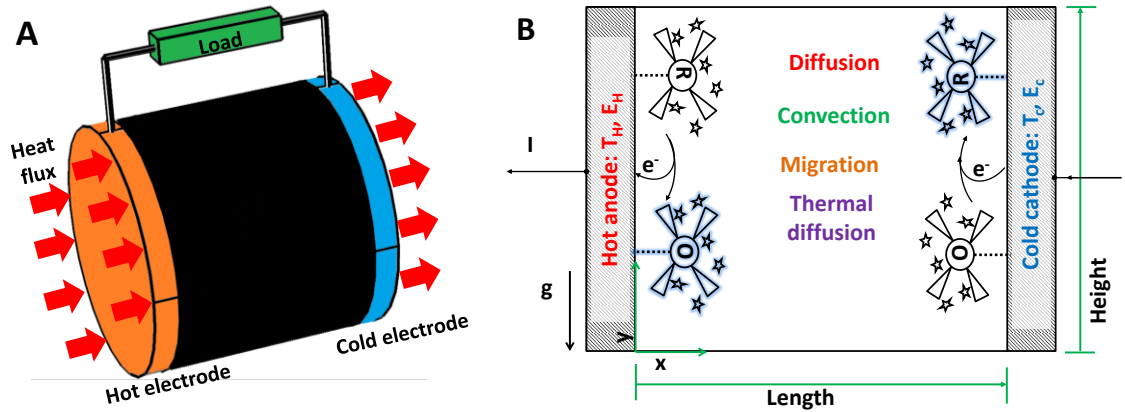 A
Load
Heat
flux
Hot electrode
Cold electrode
B
I
g
Hot anode: T_H, E_H
R
e⁻
O
y
x
Diffusion
Convection
Migration
Thermal
diffusion
R
e⁻
O
Cold cathode: T_c, E_c
Height
Length